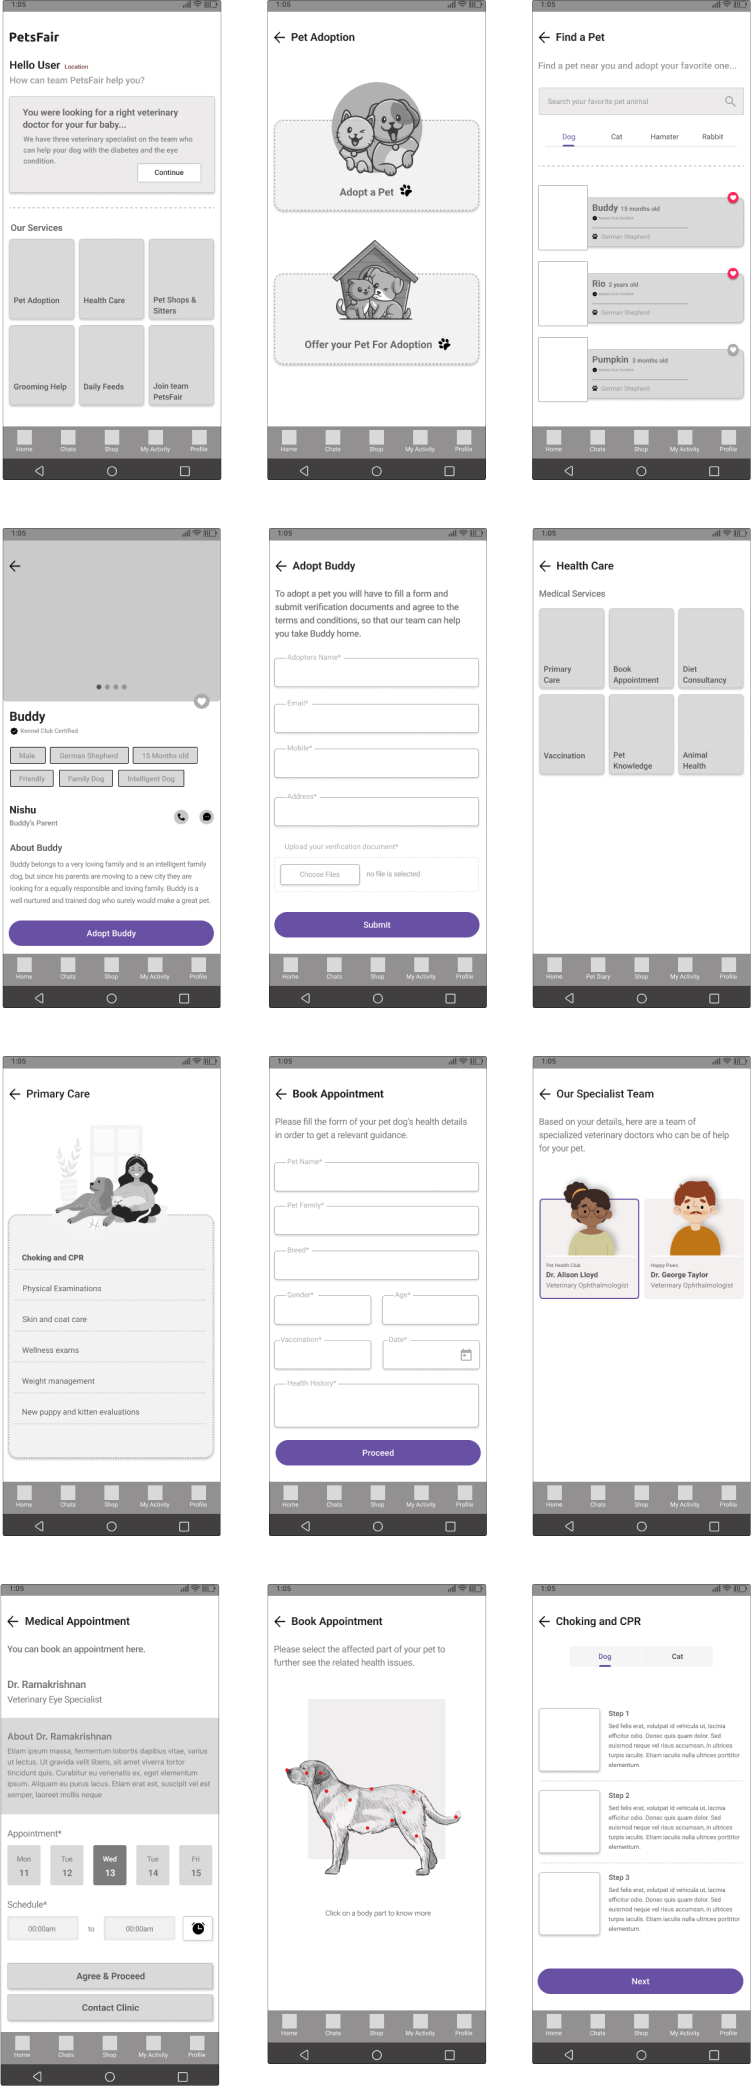 1:05
PetsFair
Hello User Location
How can team PetsFair help you?
You were looking for a right veterinary
doctor for your fur baby...
We have three veterinary specialist on the team who
can help your dog with the diabetes and the eye
condition.
Continue
Our Services
Pet Adoption
Health Care
Pet Shops &
Sitters
Grooming Help
Daily Feeds
Join team
PetsFair
Home Chats Shop My Activity Profile
1:05
Pet Adoption
Adopt a Pet
Offer your Pet For Adoption
Home Chats Shop My Activity Profile
1:05
Find a Pet
Find a pet near you and adopt your favorite one...
Search your favorite pet animal
Dog Cat Hamster Rabbit
Buddy 15 months old
Kennel Club Certified
German Shepherd
Rio 2 years old
Kennel Club Certified
German Shepherd
Pumpkin 3 months old
Kennel Club Certified
German Shepherd
Home Chats Shop My Activity Profile
1:05
Buddy
Kennel Club Certified
Male German Shepherd 15 Months old
Friendly Family Dog Intelligent Dog
Nishu
Buddy's Parent
About Buddy
Buddy belongs to a very loving family and is an intelligent family
dog, but since his parents are moving to a new city they are
looking for a equally responsible and loving family. Buddy is a
well nurtured and trained dog who surely would make a great pet.
Adopt Buddy
Home Chats Shop My Activity Profile
1:05
Adopt Buddy
To adopt a pet you will have to fill a form and
submit verification documents and agree to the
terms and conditions, so that our team can help
you take Buddy home.
Adopters Name*
Email*
Mobile*
Address*
Upload your verification document*
Choose Files no file is selected
Submit
Home Chats Shop My Activity Profile
1:05
Health Care
Medical Services
Primary
Care
Book
Appointment
Diet
Consultancy
Vaccination
Pet
Knowledge
Animal
Health
Home Pet Diary Shop My Activity Profile
1:05
Primary Care
Choking and CPR
Physical Examinations
Skin and coat care
Wellness exams
Weight management
New puppy and kitten evaluations
Home Chats Shop My Activity Profile
1:05
Book Appointment
Please fill the form of your pet dog's health details
in order to get a relevant guidance.
Pet Name*
Pet Family*
Breed*
Gender* Age*
Vaccination* Date*
Health History*
Proceed
Home Chats Shop My Activity Profile
1:05
Our Specialist Team
Based on your details, here are a team of
specialized veterinary doctors who can be of help
for your pet.
Pet Health Club
Dr. Alison Lloyd
Veterinary Ophthalmologist
Happy Paws
Dr. George Taylor
Veterinary Ophthalmologist
Home Chats Shop My Activity Profile
1:05
Medical Appointment
You can book an appointment here.
Dr. Ramakrishnan
Veterinary Eye Specialist
About Dr. Ramakrishnan
Etiam ipsum massa, fermentum lobortis dapibus vitae, varius
ut lectus. Ut gravida velit libero, sit amet viverra tortor
tincidunt quis. Curabitur eu venenatis ex, eget elementum
ipsum. Aliquam eu purus lacus. Etiam erat est, suscipit vel est
semper, laoreet mollis neque
Appointment*
Mon Tue Wed Tue Fri
11 12 13 14 15
Schedule*
00:00am to 00:00am
Agree & Proceed
Contact Clinic
Home Chats Shop My Activity Profile
1:05
Book Appointment
Please select the affected part of your pet to
further see the related health issues.
Click on a body part to know more
Home Chats Shop My Activity Profile
1:05
Choking and CPR
Dog Cat
Step 1
Sed felis erat, volutpat id vehicula ut, lacinia
efficitur odio. Donec quis quam dolor. Sed
euismod neque vel risus accumsan, in ultrices
turpis iaculis. Etiam iaculis nulla ultrices porttitor
elementum.
Step 2
Sed felis erat, volutpat id vehicula ut, lacinia
efficitur odio. Donec quis quam dolor. Sed
euismod neque vel risus accumsan, in ultrices
turpis iaculis. Etiam iaculis nulla ultrices porttitor
elementum.
Step 3
Sed felis erat, volutpat id vehicula ut, lacinia
efficitur odio. Donec quis quam dolor. Sed
euismod neque vel risus accumsan, in ultrices
turpis iaculis. Etiam iaculis nulla ultrices porttitor
elementum.
Next
Home Chats Shop My Activity Profile